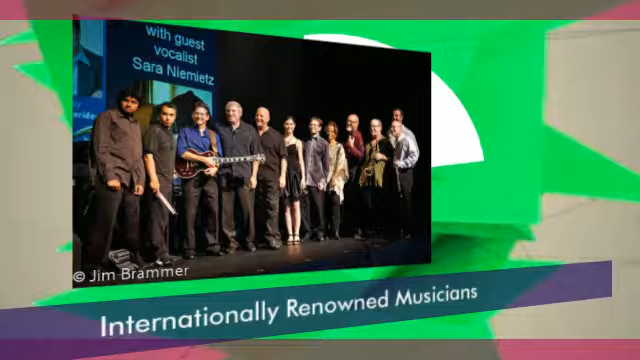 with guest
vocalist
Sara Niemietz
© Jim Brammer
Internationally Renowned Musicians